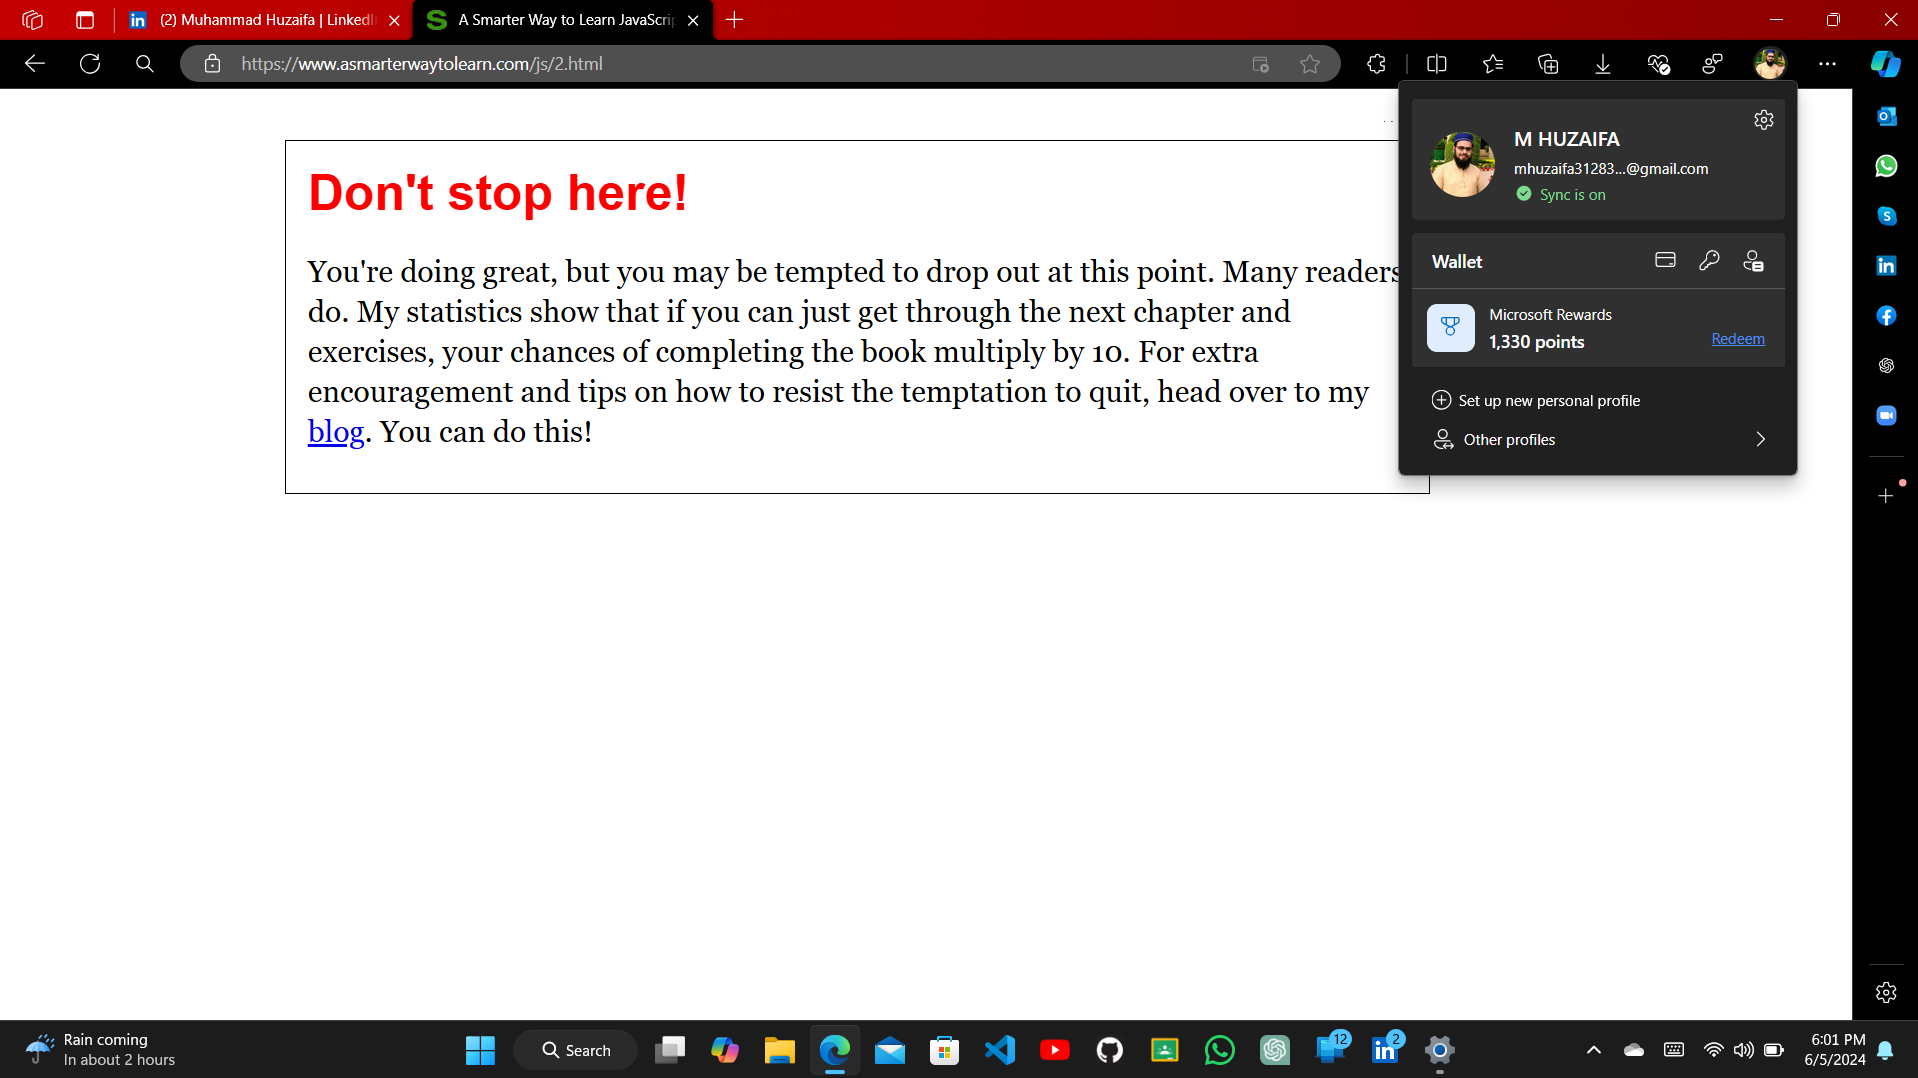 (2) Muhammad Huzaifa | LinkedIn
A Smarter Way to Learn JavaScrip
https://www.asmarterwaytolearn.com/js/2.html
Don't stop here!
You're doing great, but you may be tempted to drop out at this point. Many readers
do. My statistics show that if you can just get through the next chapter and
exercises, your chances of completing the book multiply by 10. For extra
encouragement and tips on how to resist the temptation to quit, head over to my
blog. You can do this!
M HUZAIFA
mhuzaifa31283...@gmail.com
Sync is on
Wallet
Microsoft Rewards
1,330 points
Redeem
Set up new personal profile
Other profiles
Rain coming
In about 2 hours
Search
12
2
6:01 PM
6/5/2024